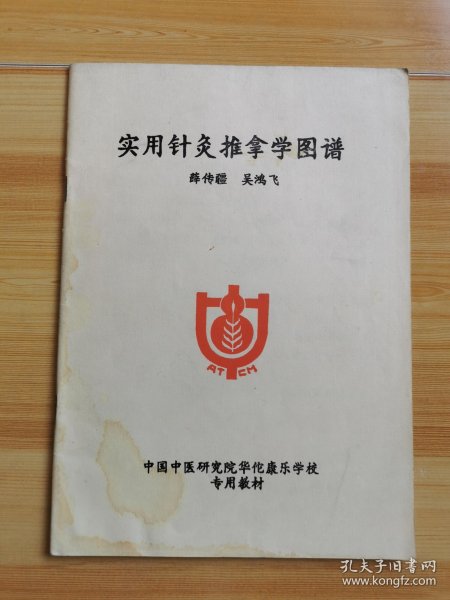 实用针灸推拿学图谱
薛传疆 吴鸿飞
ATCM
中国中医研究院华佗康乐学校
专用教材
孔夫子旧书网
www.kongfz.com